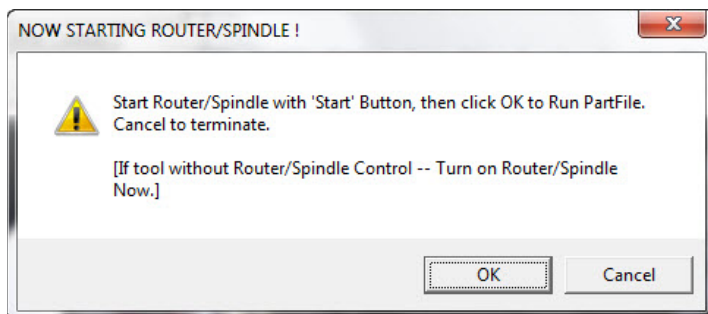 NOW STARTING ROUTER/SPINDLE !
Start Router/Spindle with 'Start' Button, then click OK to Run PartFile.
Cancel to terminate.
[If tool without Router/Spindle Control -- Turn on Router/Spindle
Now.]
OK
Cancel